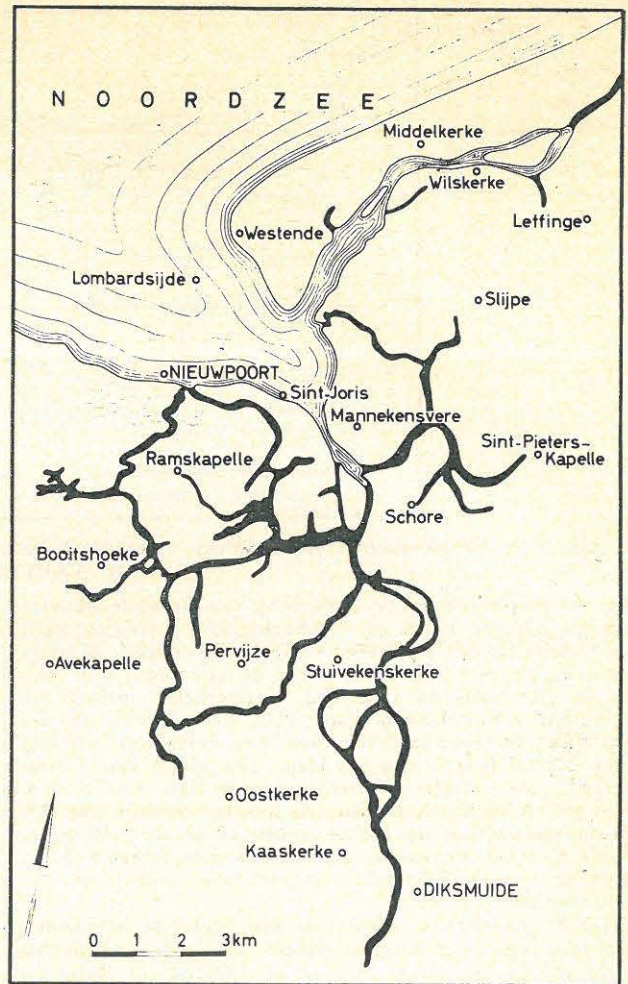 NOORDZEE
Middelkerke
Wilskerke
Leffinge
Westende
Lombardsijde
Slijpe
NIEUWPOORT
Sint-Joris
Mannekensvere
Sint-Pieters-
Kapelle
Ramskapelle
Schore
Booitshoeke
Avekapelle
Pervijze
Stuivekenskerke
Oostkerke
Kaaskerke
DIKSMUIDE
0 1 2 3km